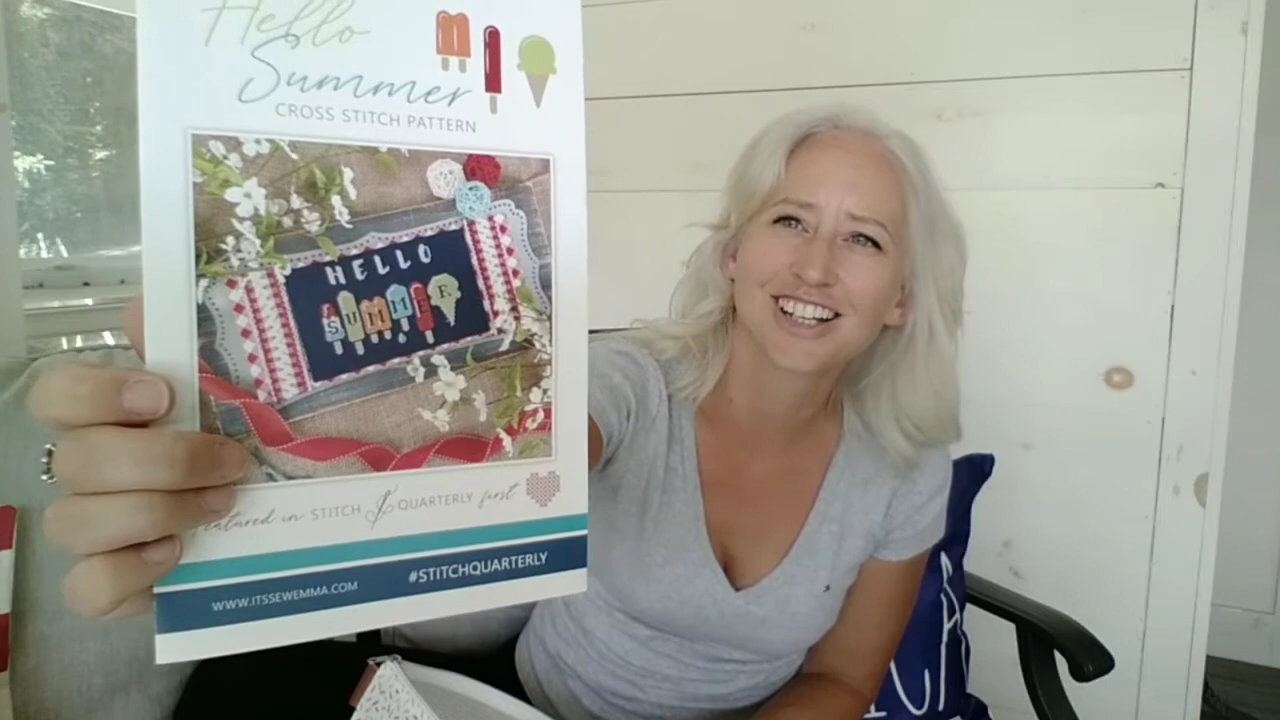 Hello
Summer
CROSS STITCH PATTERN
HELLO
SUMMER
featured in STITCH QUARTERLY first
WWW.ITSSEWEMMA.COM
#STITCHQUARTERLY